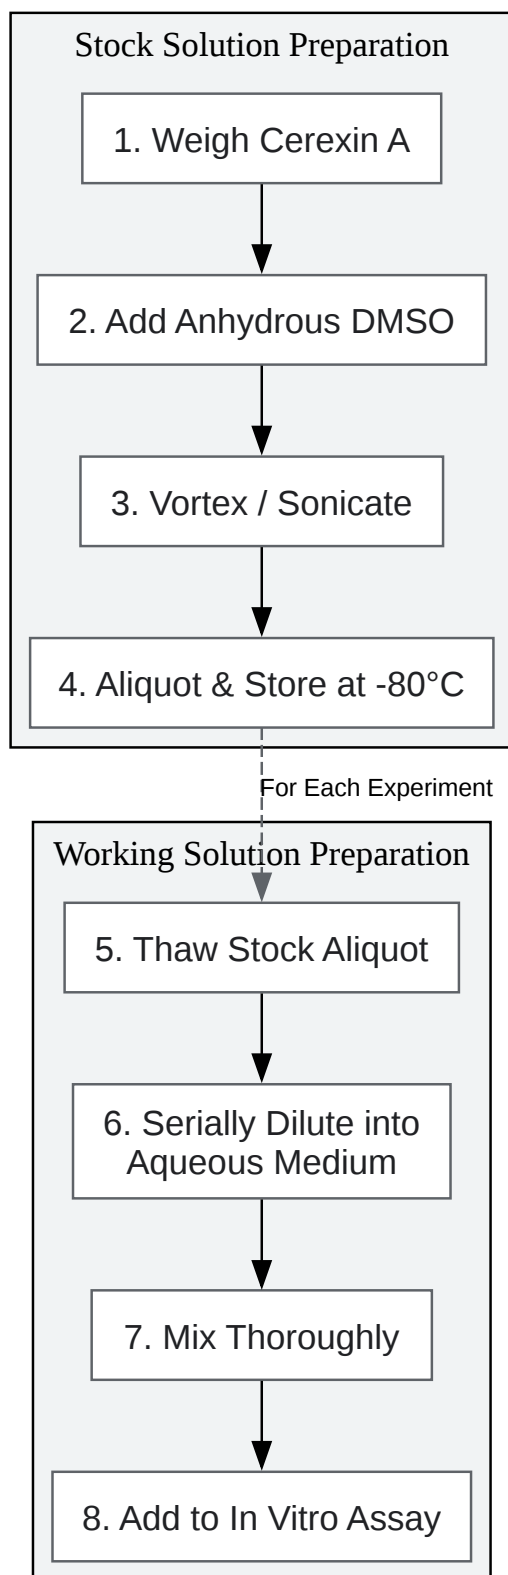 Stock Solution Preparation
1. Weigh Cerexin A
2. Add Anhydrous DMSO
3. Vortex / Sonicate
4. Aliquot & Store at -80°C
For Each Experiment
Working Solution Preparation
5. Thaw Stock Aliquot
6. Serially Dilute into
Aqueous Medium
7. Mix Thoroughly
8. Add to In Vitro Assay